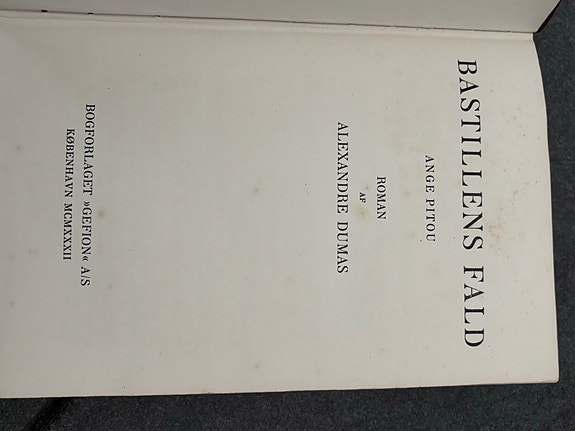 BASTILLENS FALD
ANGE PITOU
ROMAN
AF
ALEXANDRE DUMAS
BOGFORLAGET »GEFION« A/S
KØBENHAVN MCMXXXII